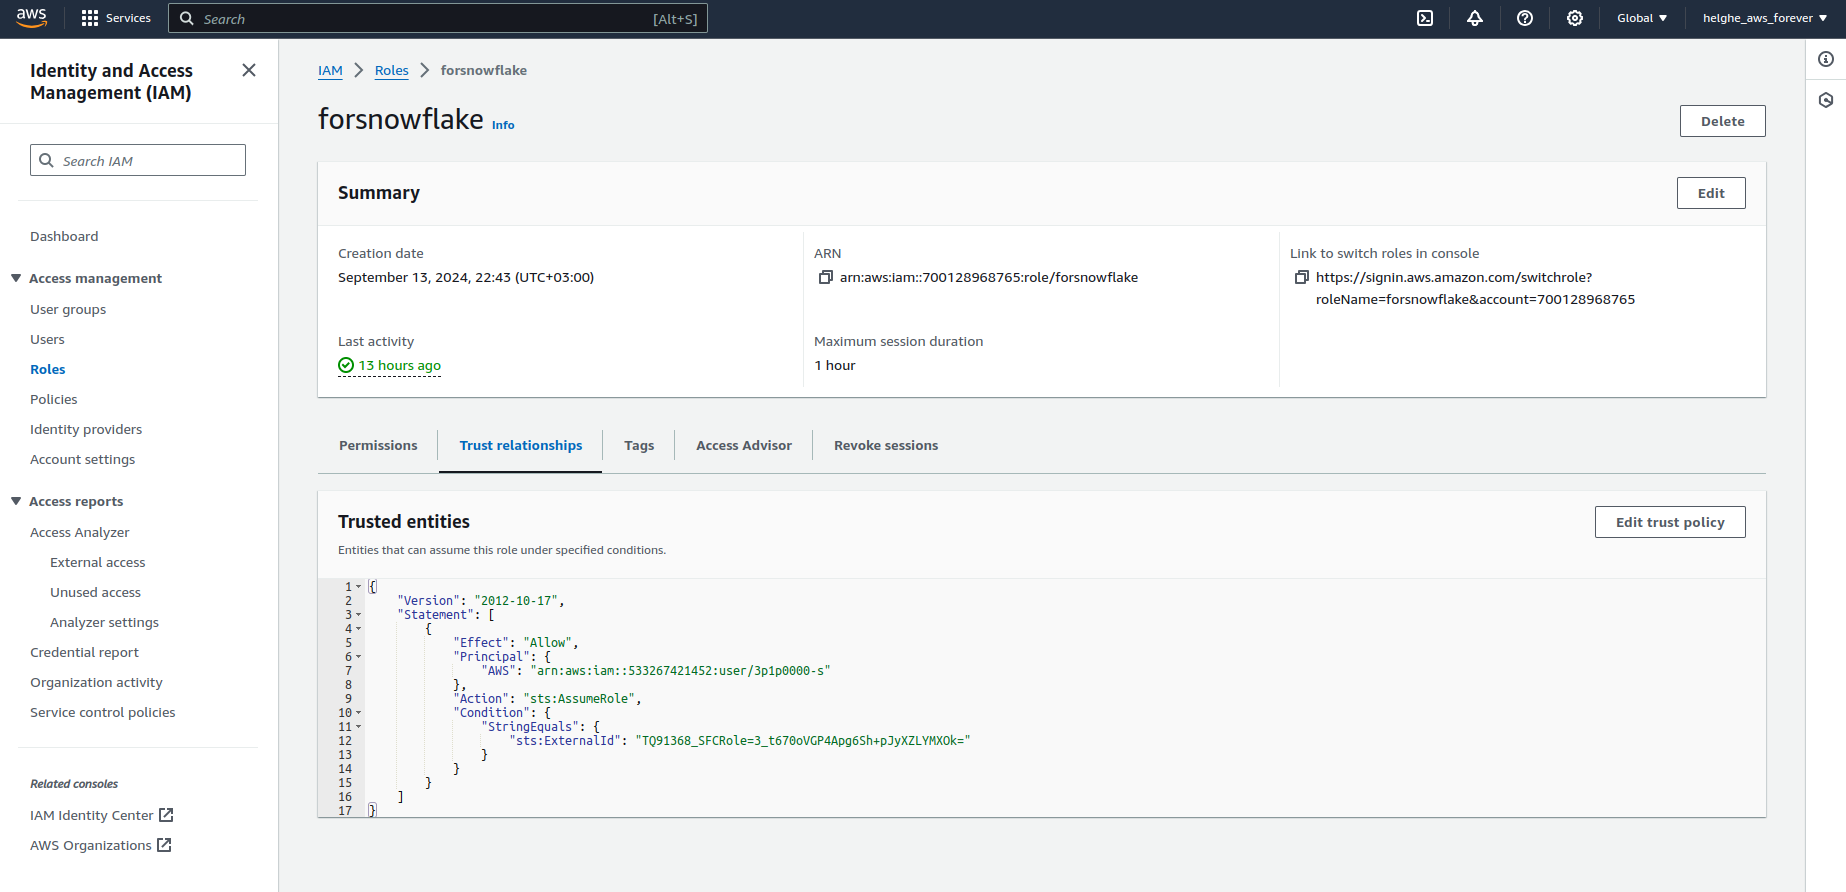 aws
Services
Search
[Alt+S]
Global
helghe_aws_forever
Identity and Access
Management (IAM)
Search IAM
Dashboard
Access management
User groups
Users
Roles
Policies
Identity providers
Account settings
Access reports
Access Analyzer
External access
Unused access
Analyzer settings
Credential report
Organization activity
Service control policies
Related consoles
IAM Identity Center
AWS Organizations
IAM > Roles > forsnowflake
forsnowflake Info
Delete
Summary
Edit
Creation date
September 13, 2024, 22:43 (UTC+03:00)
ARN
arn:aws:iam::700128968765:role/forsnowflake
Link to switch roles in console
https://signin.aws.amazon.com/switchrole?
roleName=forsnowflake&account=700128968765
Last activity
13 hours ago
Maximum session duration
1 hour
Permissions
Trust relationships
Tags
Access Advisor
Revoke sessions
Trusted entities
Edit trust policy
Entities that can assume this role under specified conditions.
1 {
2     "Version": "2012-10-17",
3     "Statement": [
4         {
5             "Effect": "Allow",
6             "Principal": {
7                 "AWS": "arn:aws:iam::533267421452:user/3p1p0000-s"
8             },
9             "Action": "sts:AssumeRole",
10             "Condition": {
11                 "StringEquals": {
12                     "sts:ExternalId": "TQ91368_SFCRole=3_t670oVGP4Apg6Sh+pJyXZLYMXOk="
13                 }
14             }
15         }
16     ]
17 }